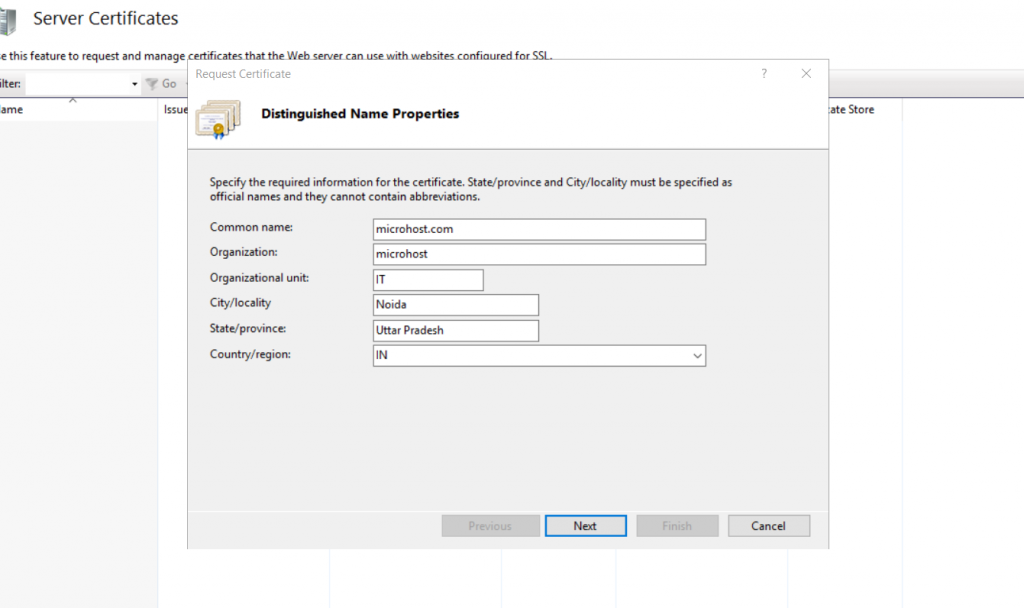 Server Certificates
e this feature to request and manage certificates that the Web server can use with websites configured for SSL.
ilter:
Go
ame
Issue
ate Store
Request Certificate
?
Distinguished Name Properties
Specify the required information for the certificate. State/province and City/locality must be specified as
official names and they cannot contain abbreviations.
Common name:
microhost.com
Organization:
microhost
Organizational unit:
IT
City/locality
Noida
State/province:
Uttar Pradesh
Country/region:
IN
Previous
Next
Finish
Cancel